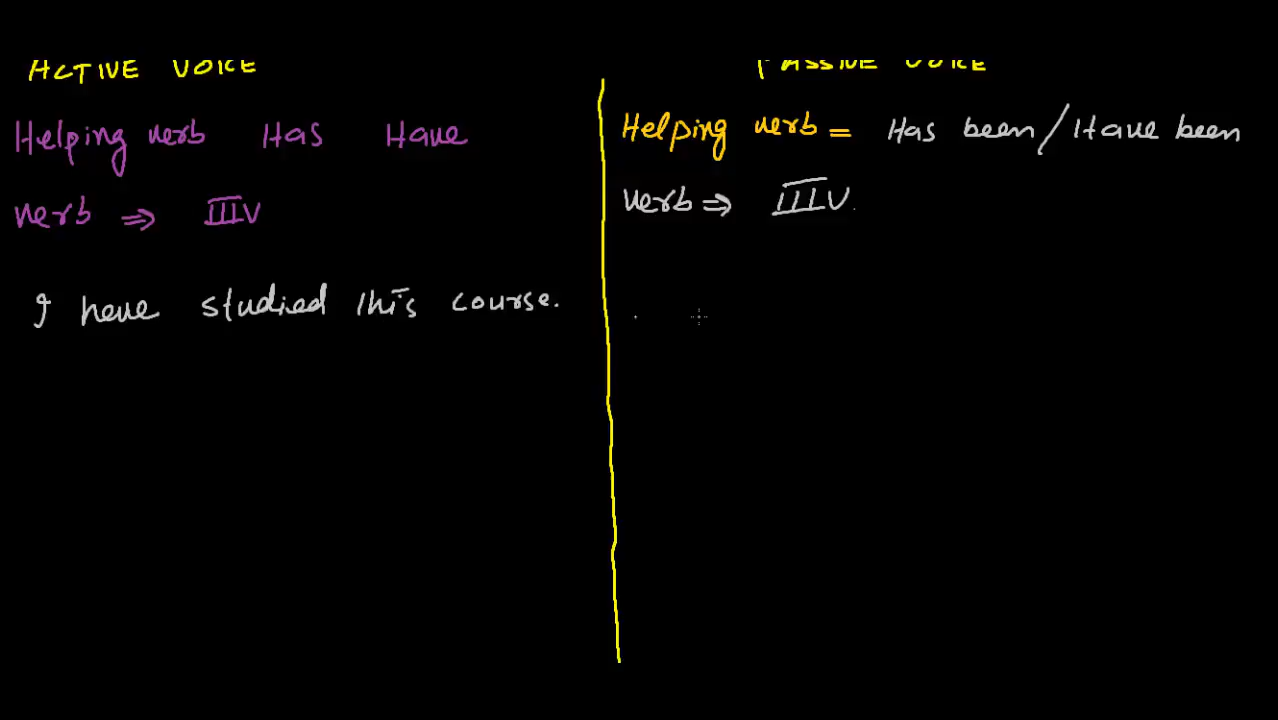 ACTIVE VOICE
Helping verb Has Have
verb ⇒ IIIV
I have studied this course.
PASSIVE VOICE
Helping verb = Has been/Have been
verb ⇒ IIIV.